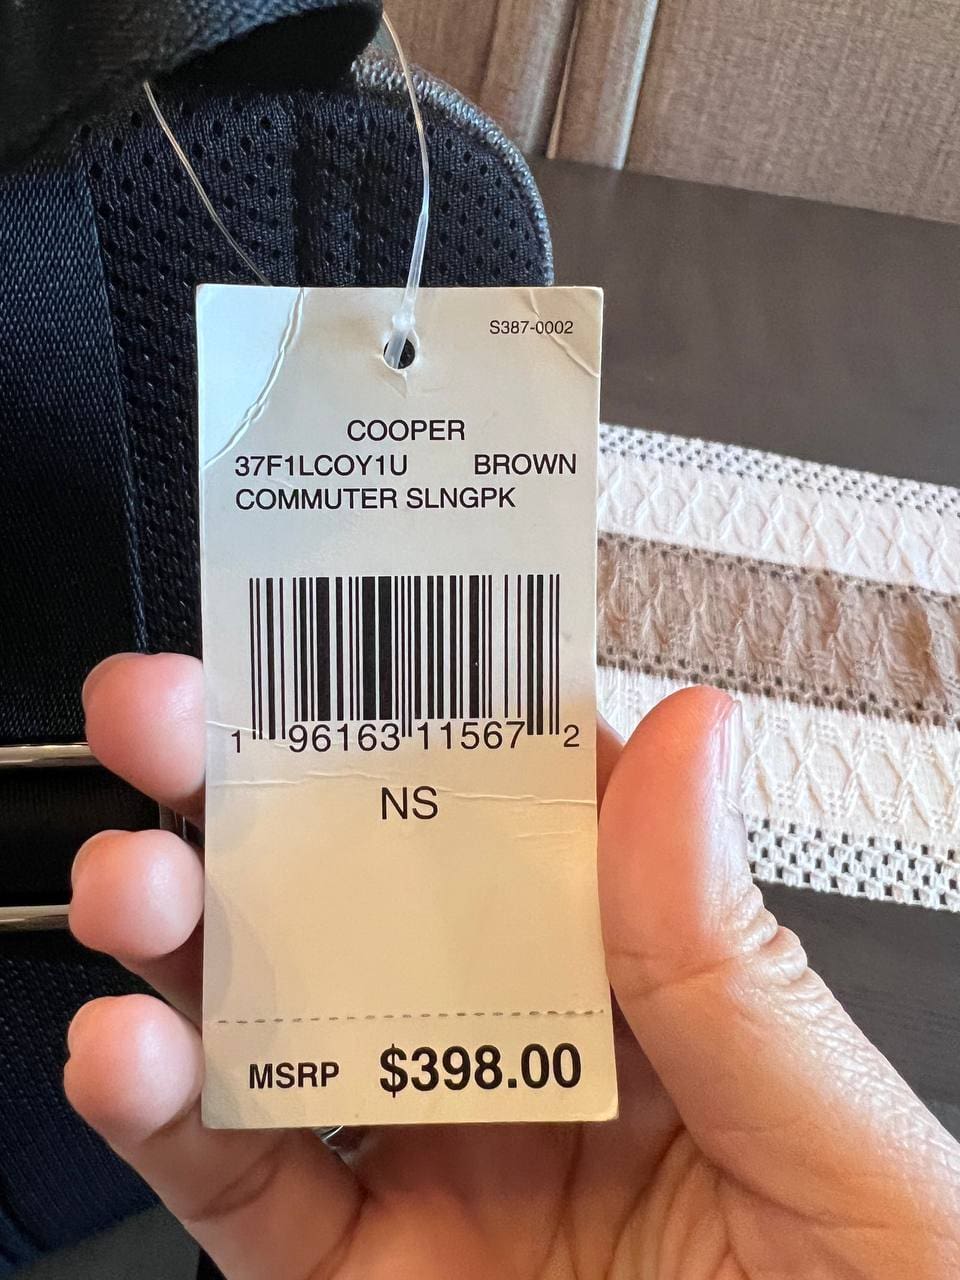 S387-0002
COOPER
37F1LCOY1U BROWN
COMMUTER SLNGPK
1 96163 11567 2
NS
MSRP $398.00